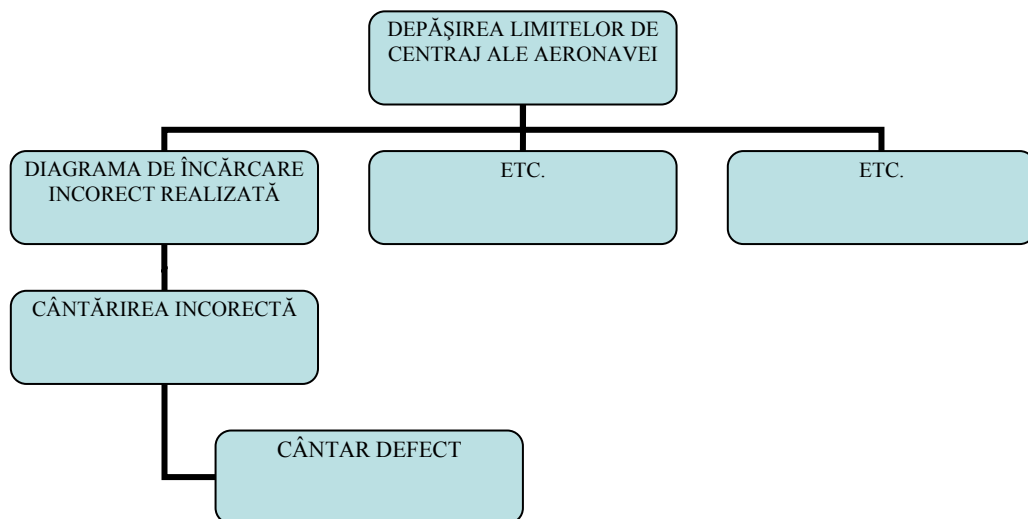 DEPĂŞIREA LIMITELOR DE
CENTRAJ ALE AERONAVEI
DIAGRAMA DE ÎNCĂRCARE
INCORECT REALIZATĂ
ETC.
ETC.
CÂNTĂRIREA INCORECTĂ
CÂNTAR DEFECT